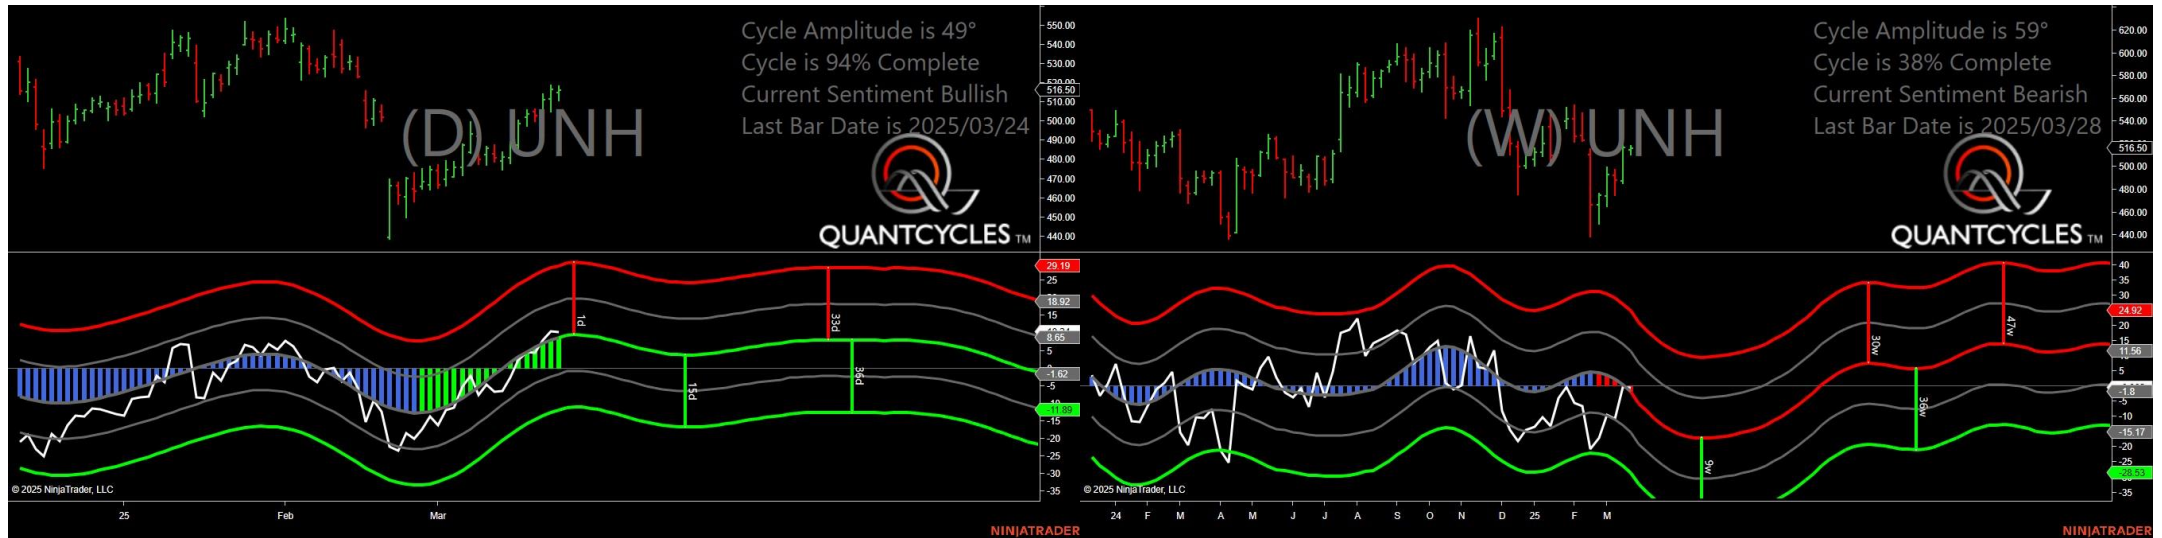 Cycle Amplitude is 49°
Cycle is 94% Complete
Current Sentiment Bullish
Last Bar Date is 2025/03/24
(D) UNH
QUANTCYCLES TM
550.00
540.00
530.00
520.00
516.50
510.00
500.00
490.00
480.00
470.00
460.00
450.00
440.00
29.19
25
18.92
15
8.65
5
-1.62
-5
-11.89
-15
-20
-25
-30
-35
1d
15d
33d
36d
© 2025 NinjaTrader, LLC
25
Feb
Mar
NINJATRADER
Cycle Amplitude is 59°
Cycle is 38% Complete
Current Sentiment Bearish
Last Bar Date is 2025/03/28
(W) UNH
QUANTCYCLES TM
620.00
600.00
580.00
560.00
540.00
516.50
500.00
480.00
460.00
440.00
40
35
30
24.92
20
15
11.56
5
-1.8
-5
-10
-15.17
-20
-25
-28.53
-35
9w
30w
36w
47w
© 2025 NinjaTrader, LLC
24 F M A M J J A S O N D 25 F M
NINJATRADER